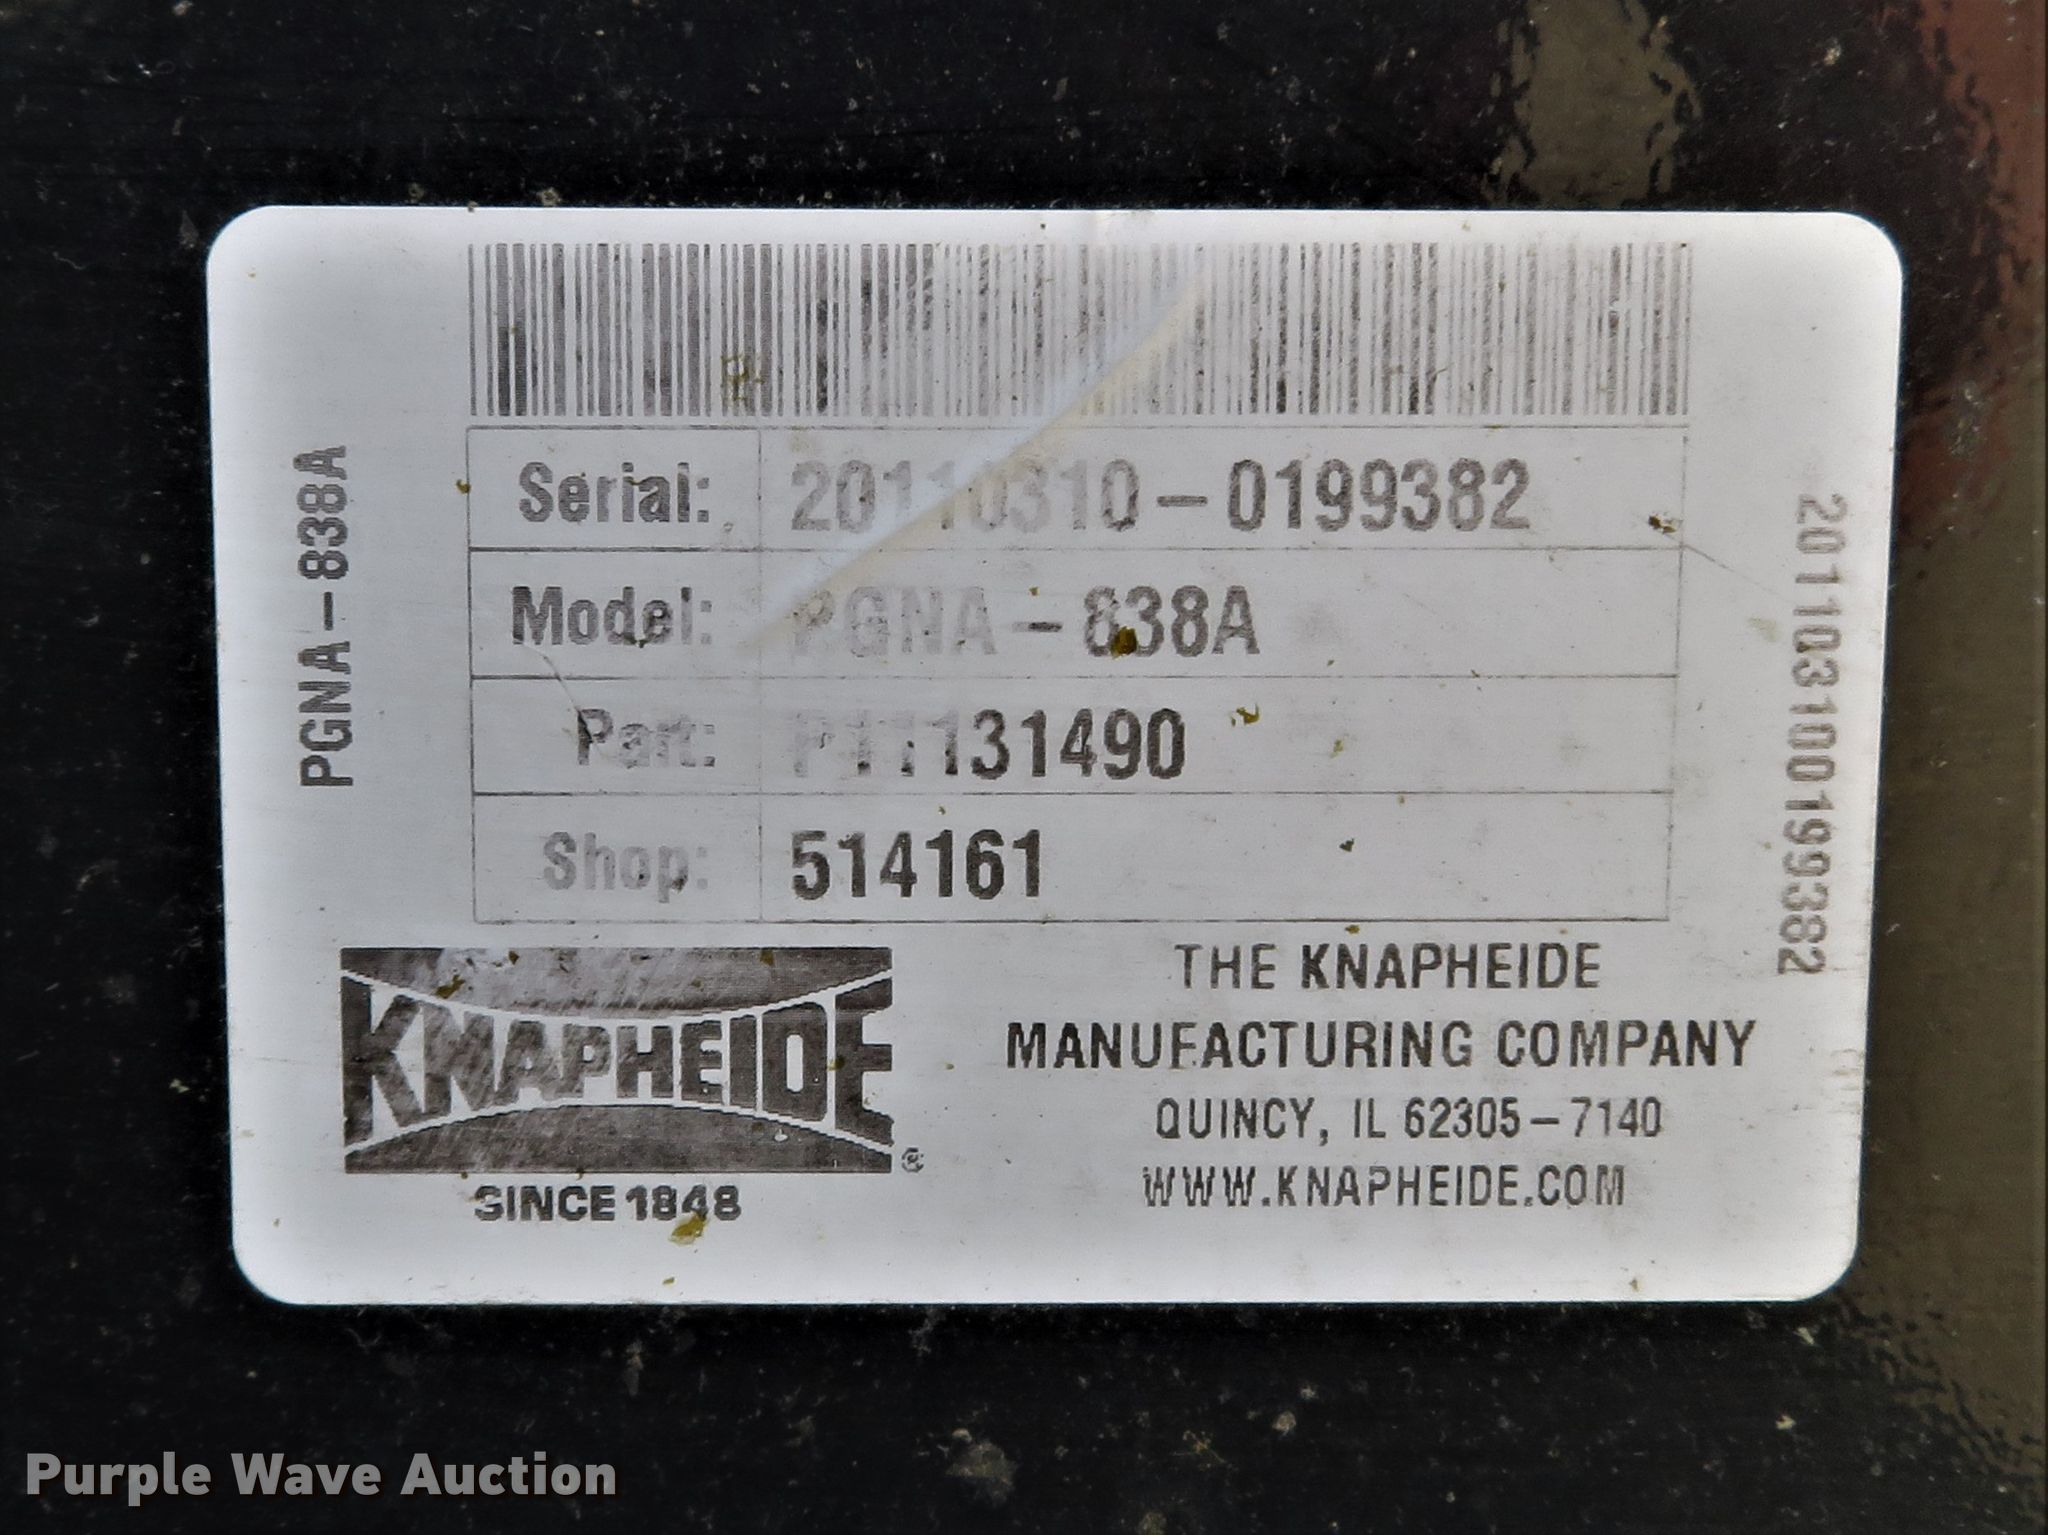 PGNA-838A
Serial: 20110310-0199382
Model: PGNA-838A
Part: 131490
Shop: 514161
201103100199382
KNAPHEIDE®
SINCE 1848
THE KNAPHEIDE
MANUFACTURING COMPANY
QUINCY, IL 62305-7140
WWW.KNAPHEIDE.COM
Purple Wave Auction